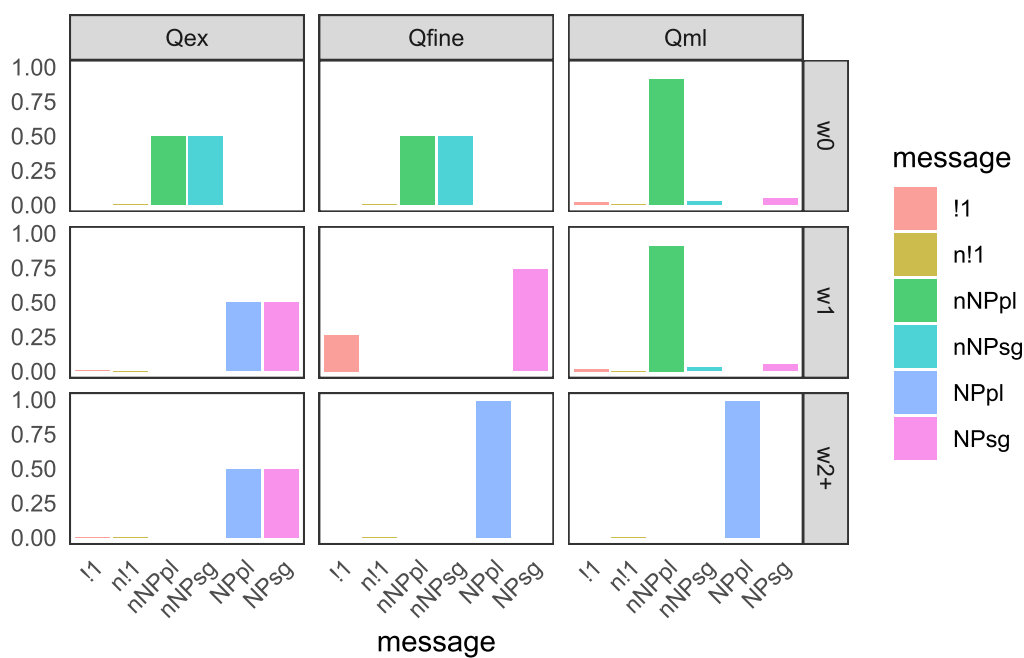 Qex Qfine Qml
1.00
0.75
0.50
0.25
0.00
w0
1.00
0.75
0.50
0.25
0.00
w1
1.00
0.75
0.50
0.25
0.00
w2+
!1 n!1 nNPpl nNPsg NPpl NPsg !1 n!1 nNPpl nNPsg NPpl NPsg !1 n!1 nNPpl nNPsg NPpl NPsg
message
message
!1
n!1
nNPpl
nNPsg
NPpl
NPsg